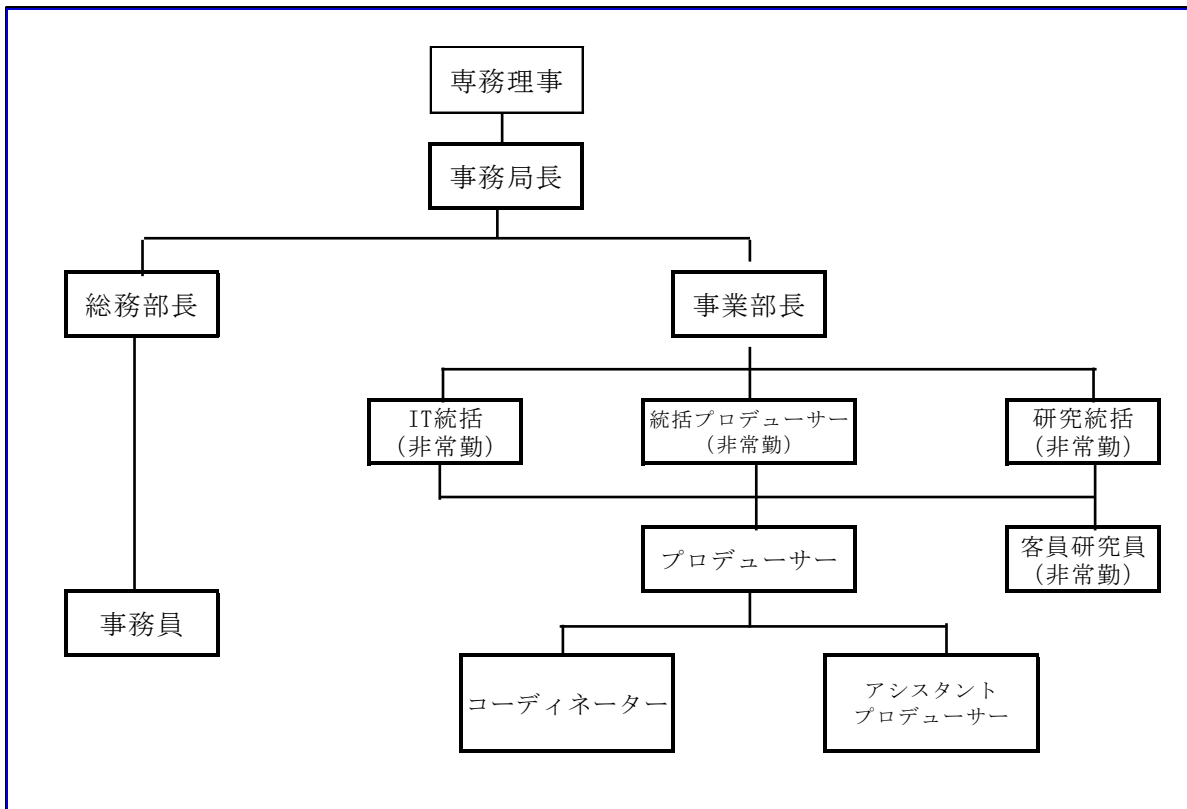 専務理事
事務局長
総務部長
事業部長
IT統括
(非常勤)
統括プロデューサー
(非常勤)
研究統括
(非常勤)
プロデューサー
客員研究員
(非常勤)
事務員
コーディネーター
アシスタント
プロデューサー